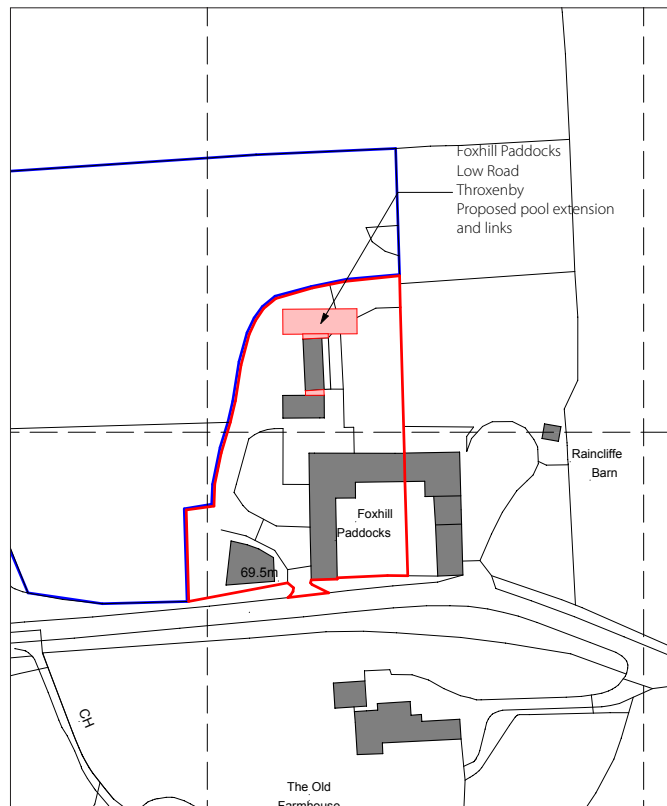 Foxhill Paddocks
Low Road
Throxenby
Proposed pool extension
and links
Raincliffe
Barn
Foxhill
Paddocks
69.5m
CH
The Old
Farmhouse